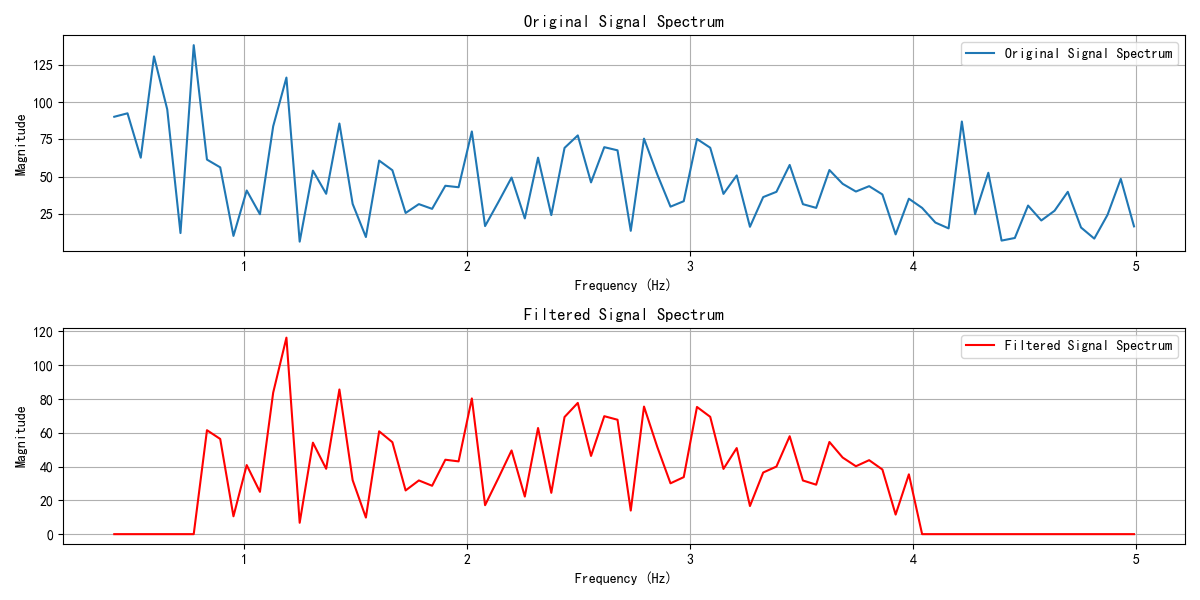 Original Signal Spectrum
Original Signal Spectrum
125
100
75
50
25
Magnitude
1 2 3 4 5
Frequency (Hz)
Filtered Signal Spectrum
Filtered Signal Spectrum
120
100
80
60
40
20
0
Magnitude
1 2 3 4 5
Frequency (Hz)